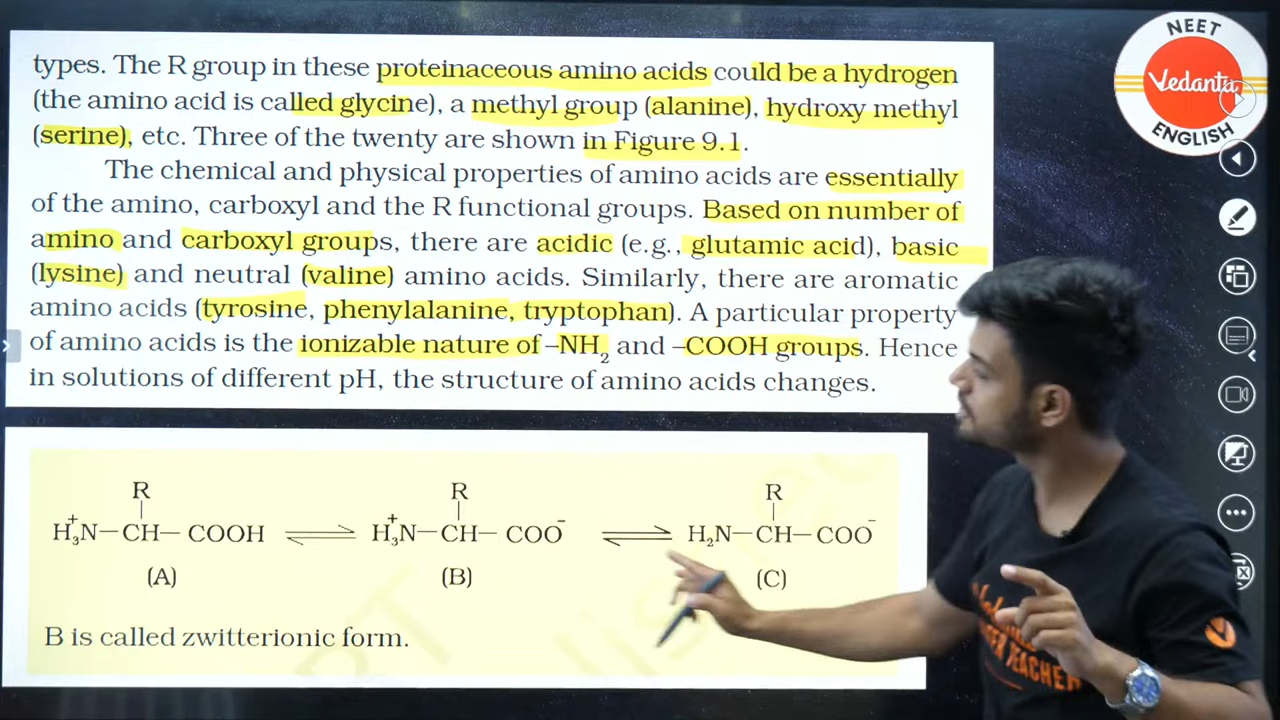 types. The R group in these proteinaceous amino acids could be a hydrogen
(the amino acid is called glycine), a methyl group (alanine), hydroxy methyl
(serine), etc. Three of the twenty are shown in Figure 9.1.
The chemical and physical properties of amino acids are essentially
of the amino, carboxyl and the R functional groups. Based on number of
amino and carboxyl groups, there are acidic (e.g., glutamic acid), basic
(lysine) and neutral (valine) amino acids. Similarly, there are aromatic
amino acids (tyrosine, phenylalanine, tryptophan). A particular property
of amino acids is the ionizable nature of –NH₂ and –COOH groups. Hence
in solutions of different pH, the structure of amino acids changes.
R R R
H₃⁺N—CH—COOH ⇌ H₃⁺N—CH—COO⁻ ⇌ H₂N—CH—COO⁻
(A) (B) (C)
B is called zwitterionic form.
NEET
Vedantu
ENGLISH
TEACHER